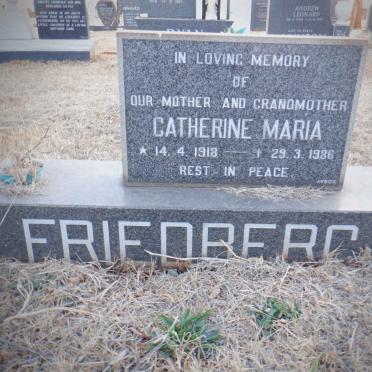 RYAN
ANDREW
LEONARD
IN LOVING MEMORY
OF
OUR MOTHER AND GRANDMOTHER
CATHERINE MARIA
* 14. 4. 1918 † 29. 3. 1986
REST IN PEACE
FRIEDBERG